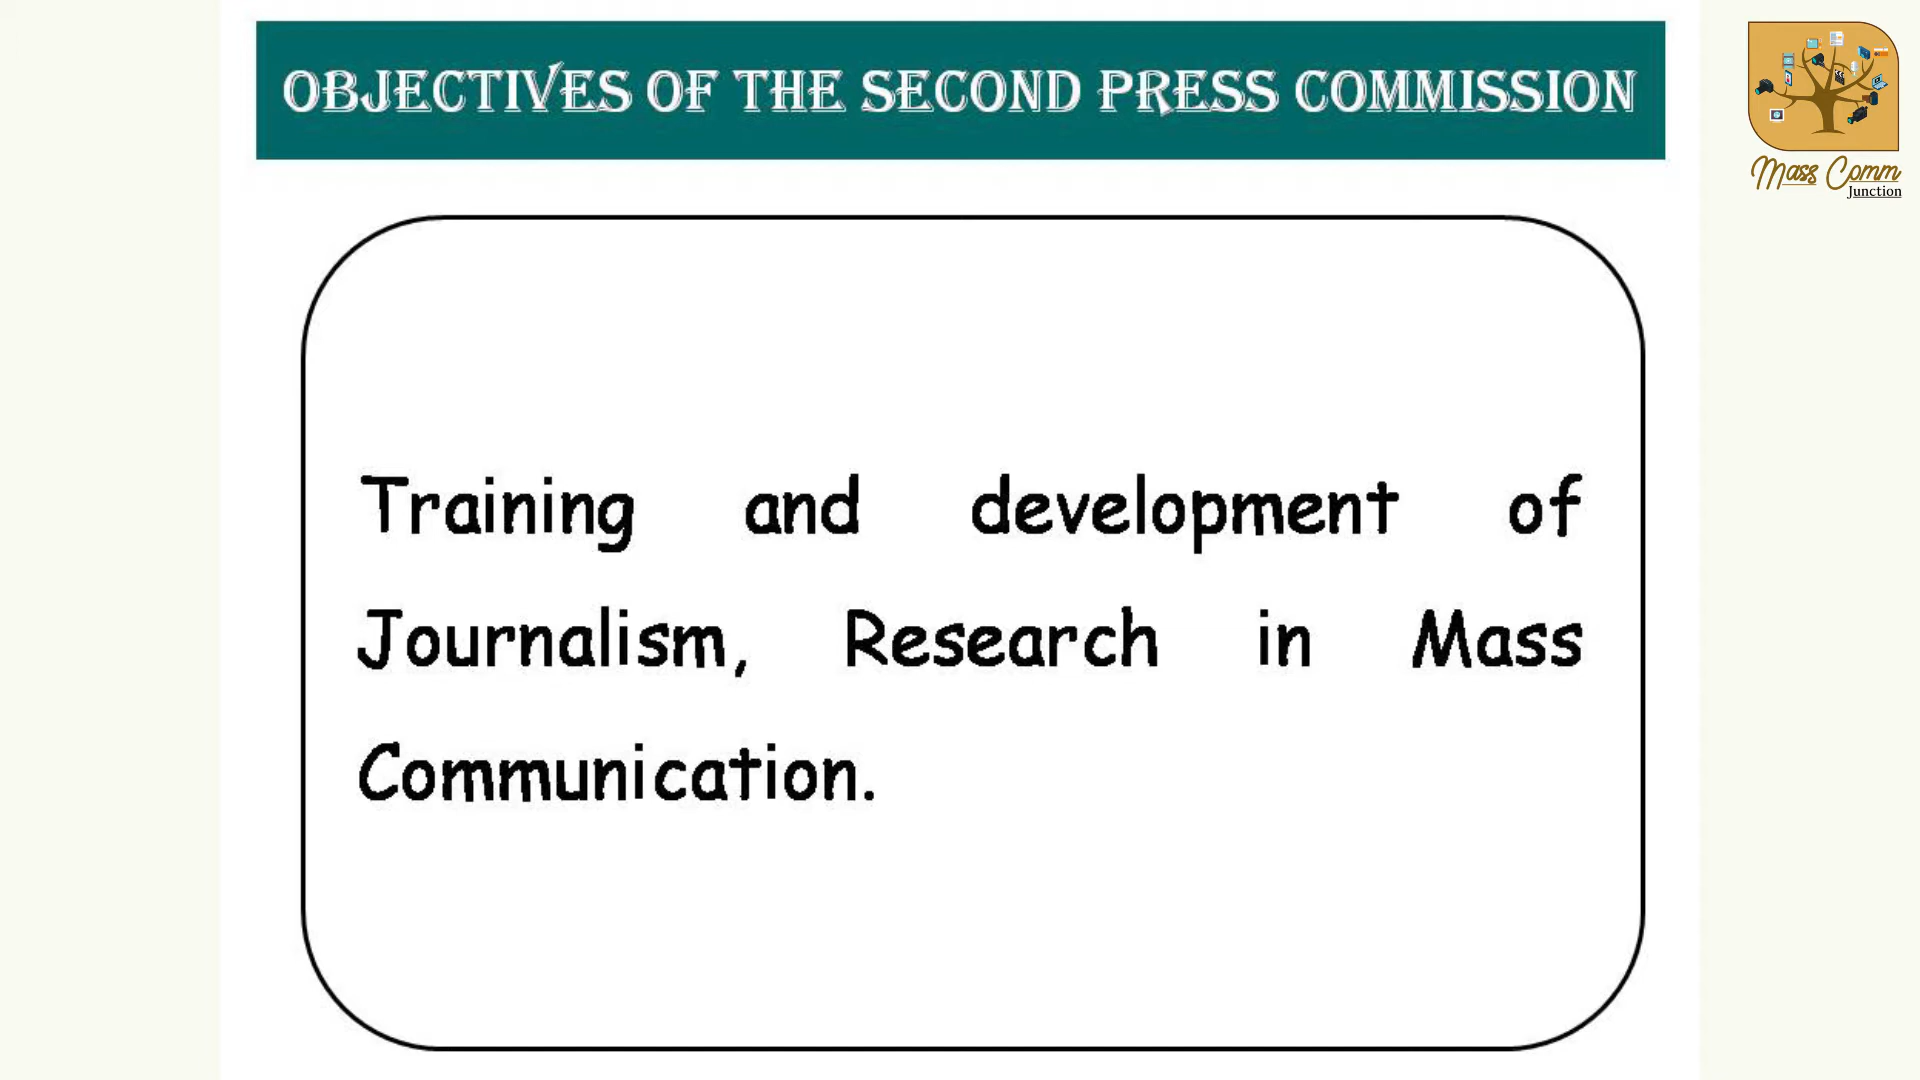 OBJECTIVES OF THE SECOND PRESS COMMISSION
Mass Comm
Junction
Training and development of
Journalism, Research in Mass
Communication.